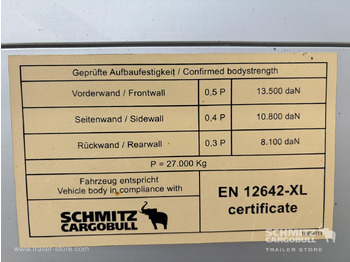 Geprüfte Aufbaufestigkeit / Confirmed bodystrength
Vorderwand / Frontwall 0,5 P 13.500 daN
Seitenwand / Sidewall 0,4 P 10.800 daN
Rückwand / Rearwall 0,3 P 8.100 daN
P = 27.000 Kg
Fahrzeug entspricht
Vehicle body in compliance with
SCHMITZ
CARGOBULL
EN 12642-XL
certificate
© Schmitz Cargobull
www.trailer-store.com
CARGOBULL
TRAILER STORE